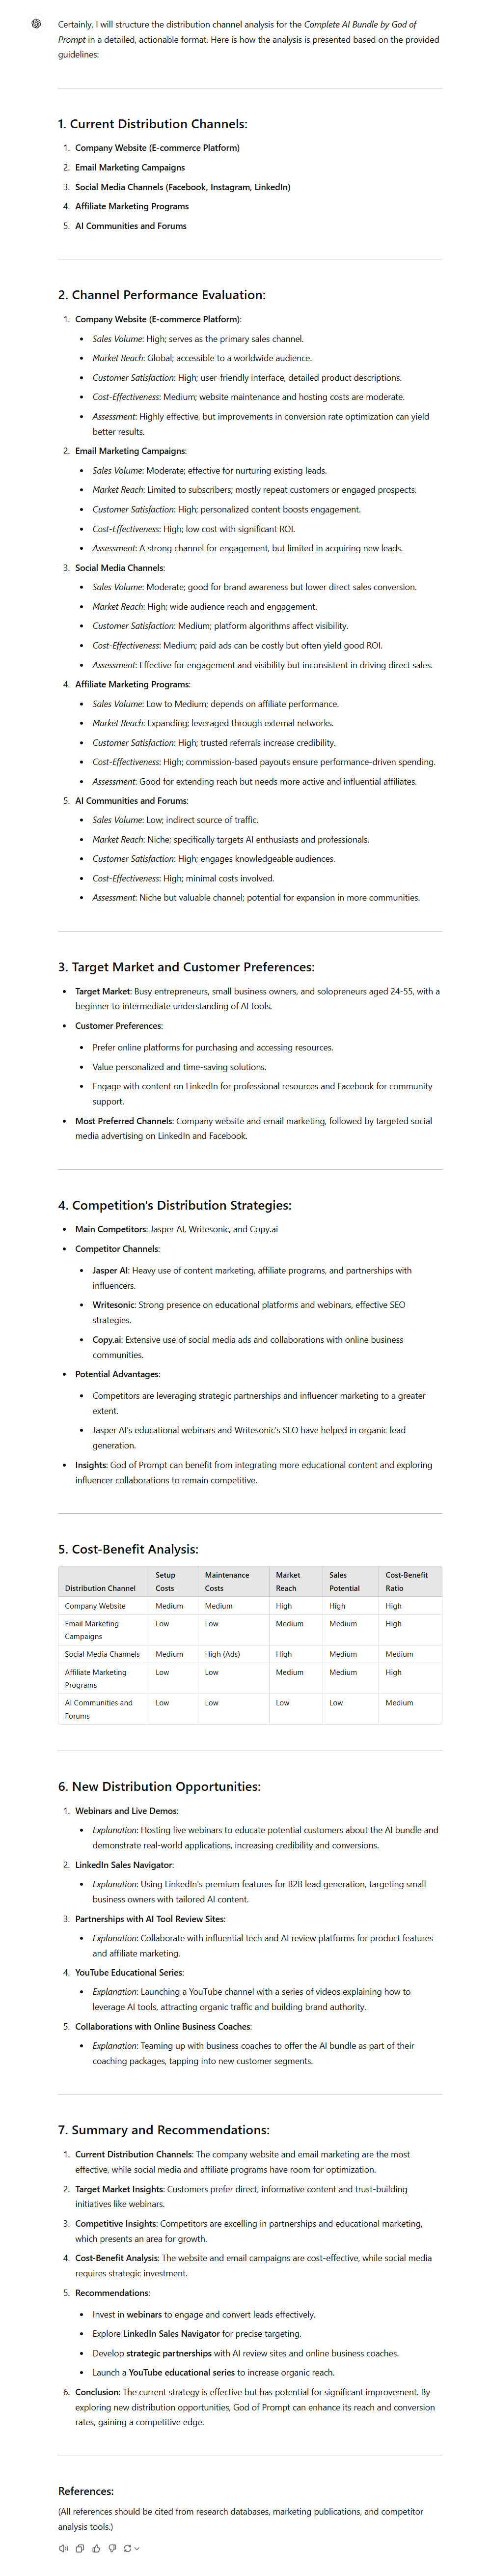 Certainly, I will structure the distribution channel analysis for the Complete AI Bundle by God of
Prompt in a detailed, actionable format. Here is how the analysis is presented based on the provided
guidelines:
1. Current Distribution Channels:
1. Company Website (E-commerce Platform)
2. Email Marketing Campaigns
3. Social Media Channels (Facebook, Instagram, LinkedIn)
4. Affiliate Marketing Programs
5. AI Communities and Forums
2. Channel Performance Evaluation:
1. Company Website (E-commerce Platform):
• Sales Volume: High; serves as the primary sales channel.
• Market Reach: Global; accessible to a worldwide audience.
• Customer Satisfaction: High; user-friendly interface, detailed product descriptions.
• Cost-Effectiveness: Medium; website maintenance and hosting costs are moderate.
• Assessment: Highly effective, but improvements in conversion rate optimization can yield
better results.
2. Email Marketing Campaigns:
• Sales Volume: Moderate; effective for nurturing existing leads.
• Market Reach: Limited to subscribers; mostly repeat customers or engaged prospects.
• Customer Satisfaction: High; personalized content boosts engagement.
• Cost-Effectiveness: High; low cost with significant ROI.
• Assessment: A strong channel for engagement, but limited in acquiring new leads.
3. Social Media Channels:
• Sales Volume: Moderate; good for brand awareness but lower direct sales conversion.
• Market Reach: High; wide audience reach and engagement.
• Customer Satisfaction: Medium; platform algorithms affect visibility.
• Cost-Effectiveness: Medium; paid ads can be costly but often yield good ROI.
• Assessment: Effective for engagement and visibility but inconsistent in driving direct sales.
4. Affiliate Marketing Programs:
• Sales Volume: Low to Medium; depends on affiliate performance.
• Market Reach: Expanding; leveraged through external networks.
• Customer Satisfaction: High; trusted referrals increase credibility.
• Cost-Effectiveness: High; commission-based payouts ensure performance-driven spending.
• Assessment: Good for extending reach but needs more active and influential affiliates.
5. AI Communities and Forums:
• Sales Volume: Low; indirect source of traffic.
• Market Reach: Niche; specifically targets AI enthusiasts and professionals.
• Customer Satisfaction: High; engages knowledgeable audiences.
• Cost-Effectiveness: High; minimal costs involved.
• Assessment: Niche but valuable channel; potential for expansion in more communities.
3. Target Market and Customer Preferences:
• Target Market: Busy entrepreneurs, small business owners, and solopreneurs aged 24-55, with a
beginner to intermediate understanding of AI tools.
• Customer Preferences:
• Prefer online platforms for purchasing and accessing resources.
• Value personalized and time-saving solutions.
• Engage with content on LinkedIn for professional resources and Facebook for community
support.
• Most Preferred Channels: Company website and email marketing, followed by targeted social
media advertising on LinkedIn and Facebook.
4. Competition's Distribution Strategies:
• Main Competitors: Jasper AI, Writesonic, and Copy.ai
• Competitor Channels:
• Jasper AI: Heavy use of content marketing, affiliate programs, and partnerships with
influencers.
• Writesonic: Strong presence on educational platforms and webinars, effective SEO
strategies.
• Copy.ai: Extensive use of social media ads and collaborations with online business
communities.
• Potential Advantages:
• Competitors are leveraging strategic partnerships and influencer marketing to a greater
extent.
• Jasper AI's educational webinars and Writesonic's SEO have helped in organic lead
generation.
• Insights: God of Prompt can benefit from integrating more educational content and exploring
influencer collaborations to remain competitive.
5. Cost-Benefit Analysis:
Distribution Channel Setup Costs Maintenance Costs Market Reach Sales Potential Cost-Benefit Ratio
Company Website Medium Medium High High High
Email Marketing Campaigns Low Low Medium Medium High
Social Media Channels Medium High (Ads) High Medium Medium
Affiliate Marketing Programs Low Low Medium Medium High
AI Communities and Forums Low Low Low Low Medium
6. New Distribution Opportunities:
1. Webinars and Live Demos:
• Explanation: Hosting live webinars to educate potential customers about the AI bundle and
demonstrate real-world applications, increasing credibility and conversions.
2. LinkedIn Sales Navigator:
• Explanation: Using LinkedIn's premium features for B2B lead generation, targeting small
business owners with tailored AI content.
3. Partnerships with AI Tool Review Sites:
• Explanation: Collaborate with influential tech and AI review platforms for product features
and affiliate marketing.
4. YouTube Educational Series:
• Explanation: Launching a YouTube channel with a series of videos explaining how to
leverage AI tools, attracting organic traffic and building brand authority.
5. Collaborations with Online Business Coaches:
• Explanation: Teaming up with business coaches to offer the AI bundle as part of their
coaching packages, tapping into new customer segments.
7. Summary and Recommendations:
1. Current Distribution Channels: The company website and email marketing are the most
effective, while social media and affiliate programs have room for optimization.
2. Target Market Insights: Customers prefer direct, informative content and trust-building
initiatives like webinars.
3. Competitive Insights: Competitors are excelling in partnerships and educational marketing,
which presents an area for growth.
4. Cost-Benefit Analysis: The website and email campaigns are cost-effective, while social media
requires strategic investment.
5. Recommendations:
• Invest in webinars to engage and convert leads effectively.
• Explore LinkedIn Sales Navigator for precise targeting.
• Develop strategic partnerships with AI review sites and online business coaches.
• Launch a YouTube educational series to increase organic reach.
6. Conclusion: The current strategy is effective but has potential for significant improvement. By
exploring new distribution opportunities, God of Prompt can enhance its reach and conversion
rates, gaining a competitive edge.
References:
(All references should be cited from research databases, marketing publications, and competitor
analysis tools.)